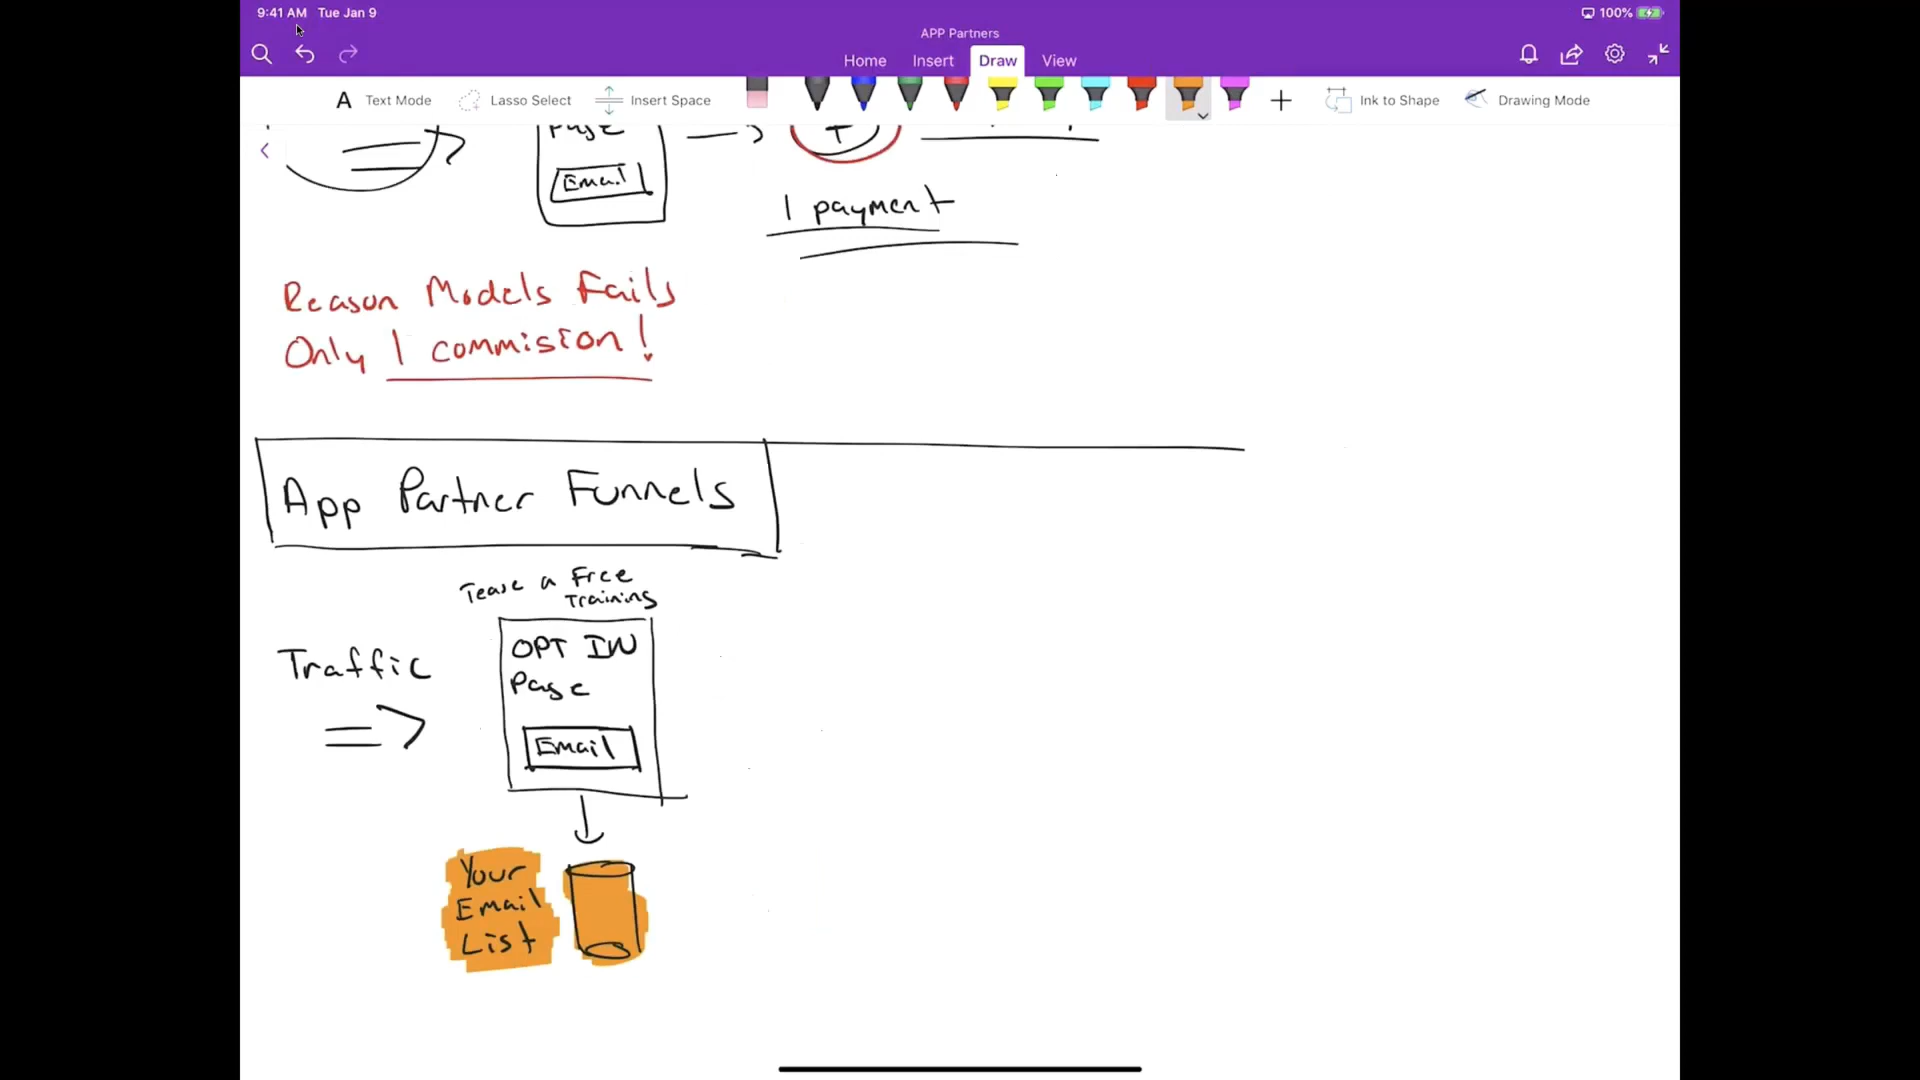 9:41 AM Tue Jan 9
100%
APP Partners
Home Insert Draw View
Text Mode Lasso Select Insert Space Ink to Shape Drawing Mode
Page
Email
1 payment
Reason Models Fails
Only 1 commision!
App Partner Funnels
Tease a Free
Training
Traffic
=>
OPT IN
Page
Email
Your
Email
List